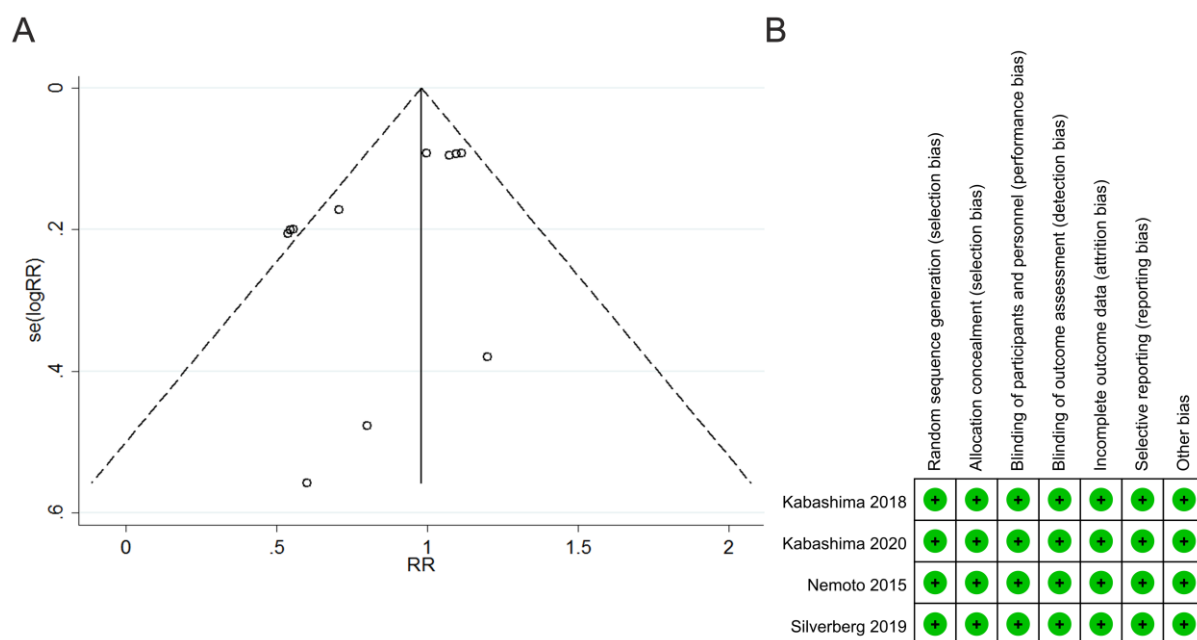 A
B
0
.2
.4
.6
se(logRR)
0
.5
1
1.5
2
RR
Random sequence generation (selection bias)
Allocation concealment (selection bias)
Blinding of participants and personnel (performance bias)
Blinding of outcome assessment (detection bias)
Incomplete outcome data (attrition bias)
Selective reporting (reporting bias)
Other bias
Kabashima 2018 + + + + + + +
Kabashima 2020 + + + + + + +
Nemoto 2015 + + + + + + +
Silverberg 2019 + + + + + + +